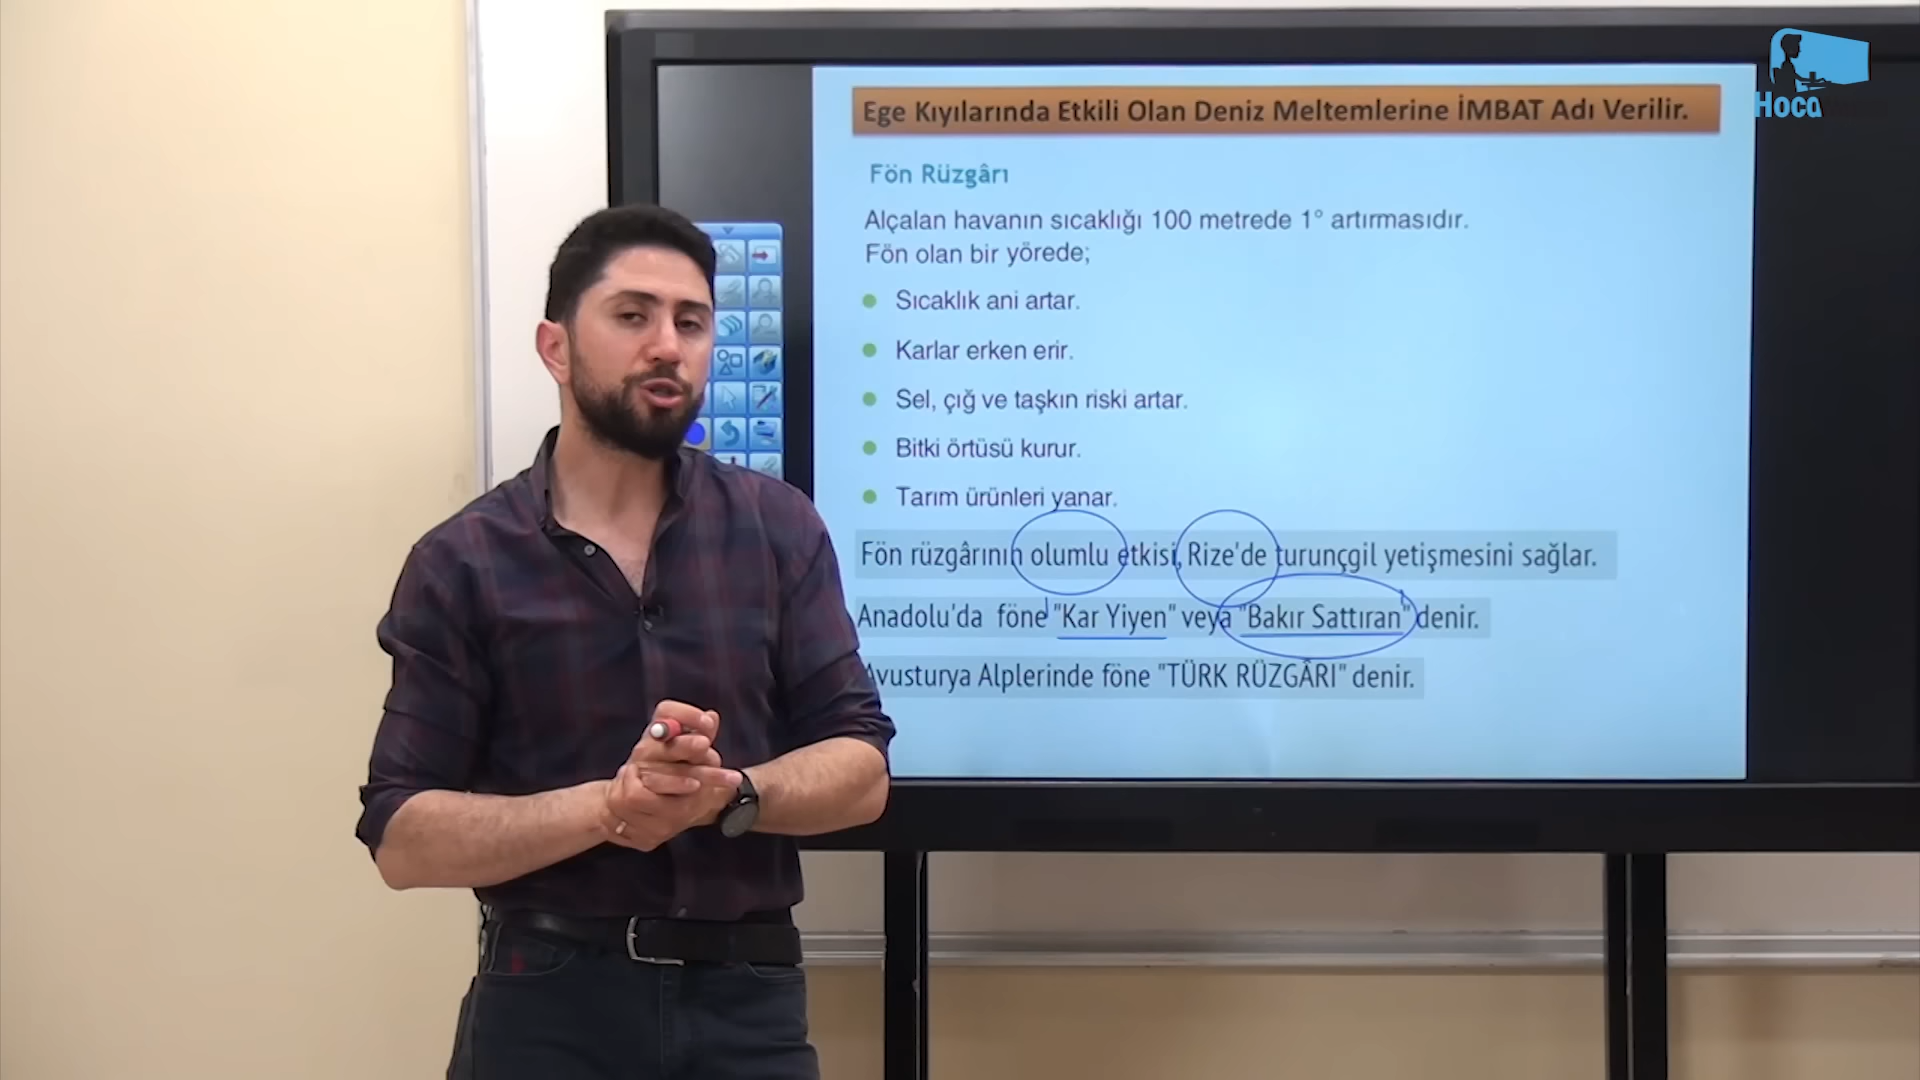 Hoca
Ege Kıyılarında Etkili Olan Deniz Meltemlerine İMBAT Adı Verilir.
Fön Rüzgârı
Alçalan havanın sıcaklığı 100 metrede 1° artırmasıdır.
Fön olan bir yörede;
Sıcaklık ani artar.
Karlar erken erir.
Sel, çığ ve taşkın riski artar.
Bitki örtüsü kurur.
Tarım ürünleri yanar.
Fön rüzgârının olumlu etkisi, Rize'de turunçgil yetişmesini sağlar.
Anadolu'da föne "Kar Yiyen" veya "Bakır Sattıran" denir.
Avusturya Alplerinde föne "TÜRK RÜZGÂRI" denir.